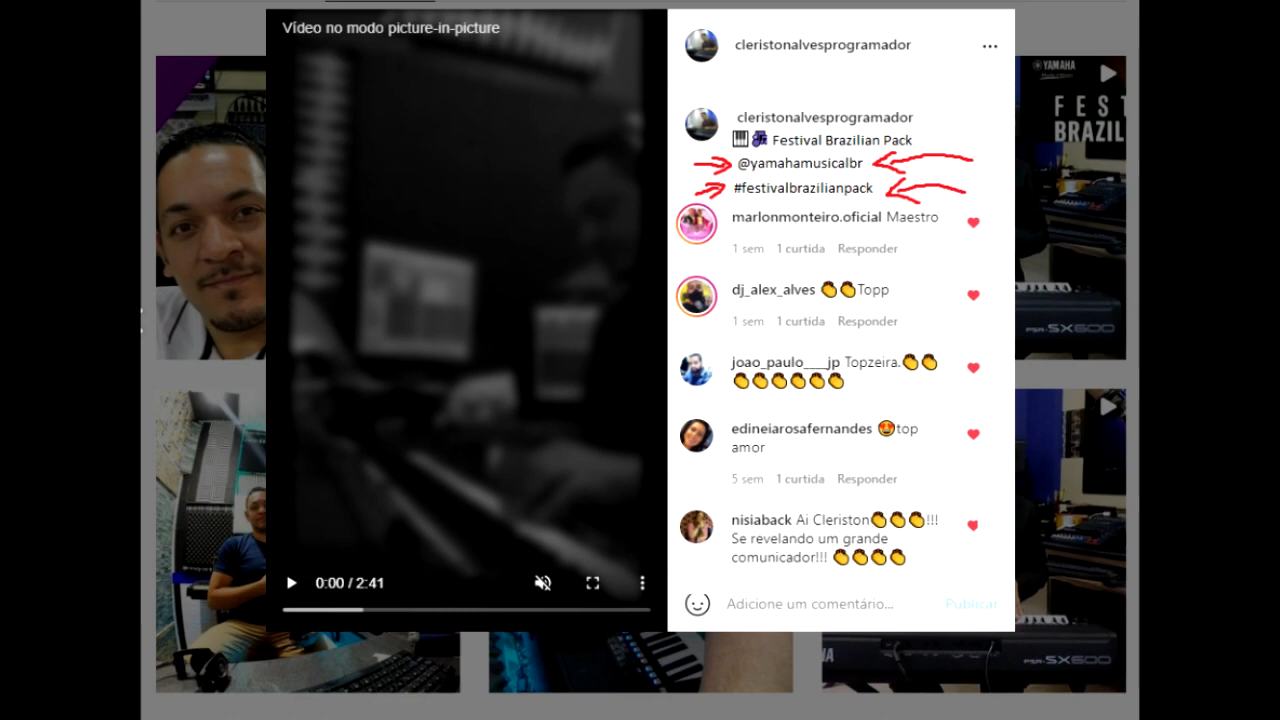 Vídeo no modo picture-in-picture
cleristonalvesprogramador
cleristonalvesprogramador
🎹🎶 Festival Brazilian Pack
@yamahamusicalbr
#festivalbrazilianpack
marlonmonteiro.oficial Maestro
1 sem 1 curtida Responder
dj_alex_alves 👏👏Topp
1 sem 1 curtida Responder
joao_paulo____jp Topzeira.👏👏
👏👏👏👏👏👏
edineiarosafernandes 😍top
amor
5 sem 1 curtida Responder
nisiaback Ai Cleriston👏👏👏!!!
Se revelando um grande
comunicador!!! 👏👏👏👏
Adicione um comentário... Publicar
0:00 / 2:41
YAMAHA
FEST
BRAZIL
PSR-SX600
PSR-SX600